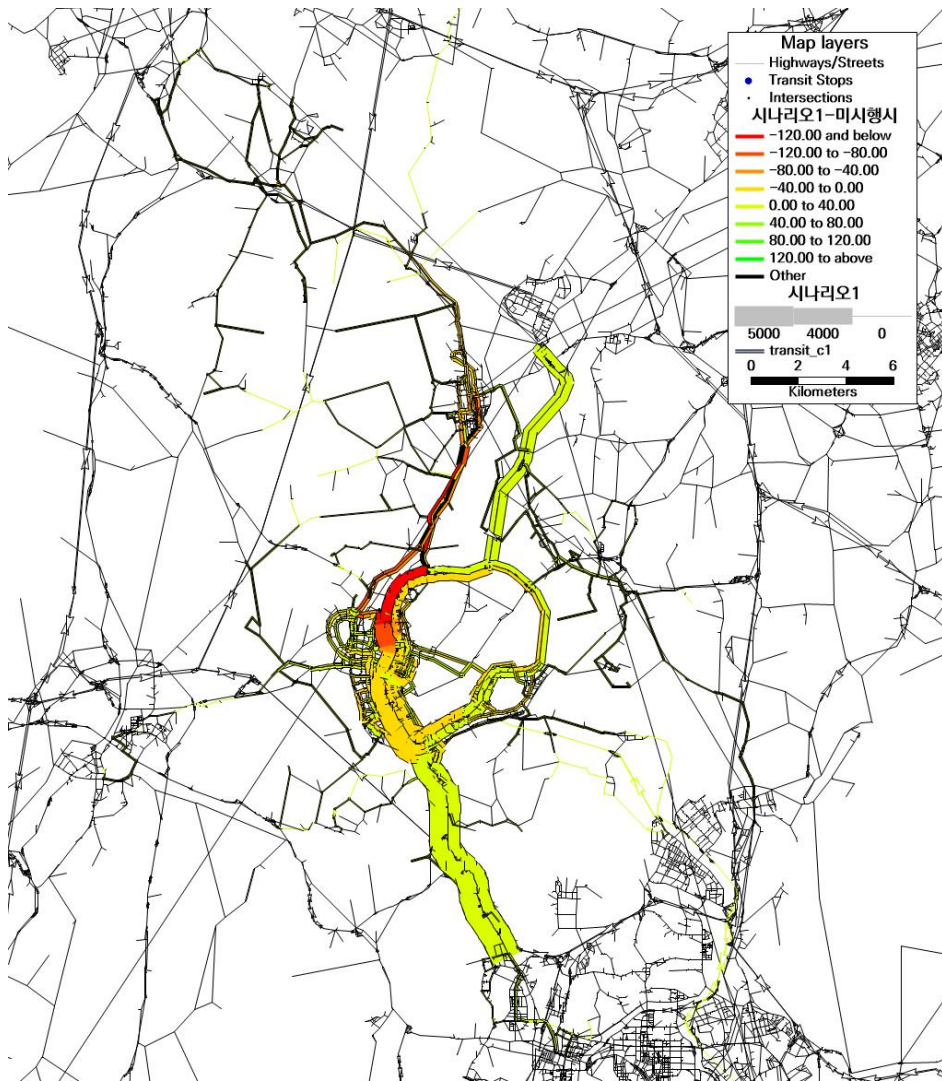 Map layers
Highways/Streets
Transit Stops
Intersections
시나리오1-미시행시
-120.00 and below
-120.00 to -80.00
-80.00 to -40.00
-40.00 to 0.00
0.00 to 40.00
40.00 to 80.00
80.00 to 120.00
120.00 to above
Other
시나리오1
5000 4000 0
transit_c1
0 2 4 6
Kilometers